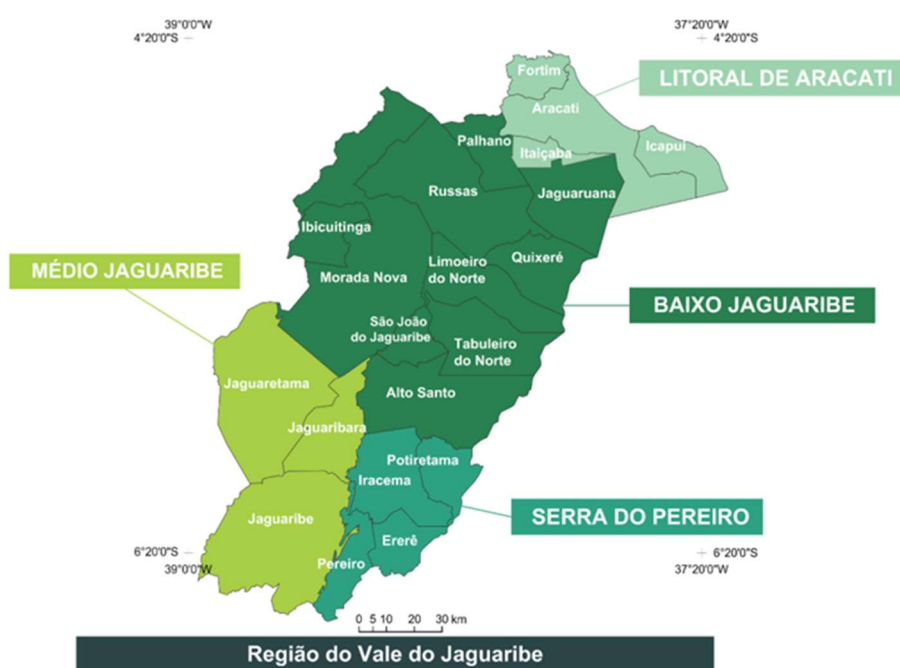 39°0'0"W
4°20'0"S
37°20'0"W
4°20'0"S
Fortim
LITORAL DE ARACATI
Aracati
Palhano
Itaiçaba
Icapuí
Russas
Jaguaruana
Ibicuitinga
MÉDIO JAGUARIBE
Limoeiro
do Norte
Quixeré
Morada Nova
BAIXO JAGUARIBE
São João
do Jaguaribe
Tabuleiro
do Norte
Jaguaretama
Alto Santo
Jaguaribara
Potiretama
Iracema
Jaguaribe
SERRA DO PEREIRO
Ererê
Pereiro
6°20'0"S
39°0'0"W
6°20'0"S
37°20'0"W
0 5 10 20 30 km
Região do Vale do Jaguaribe